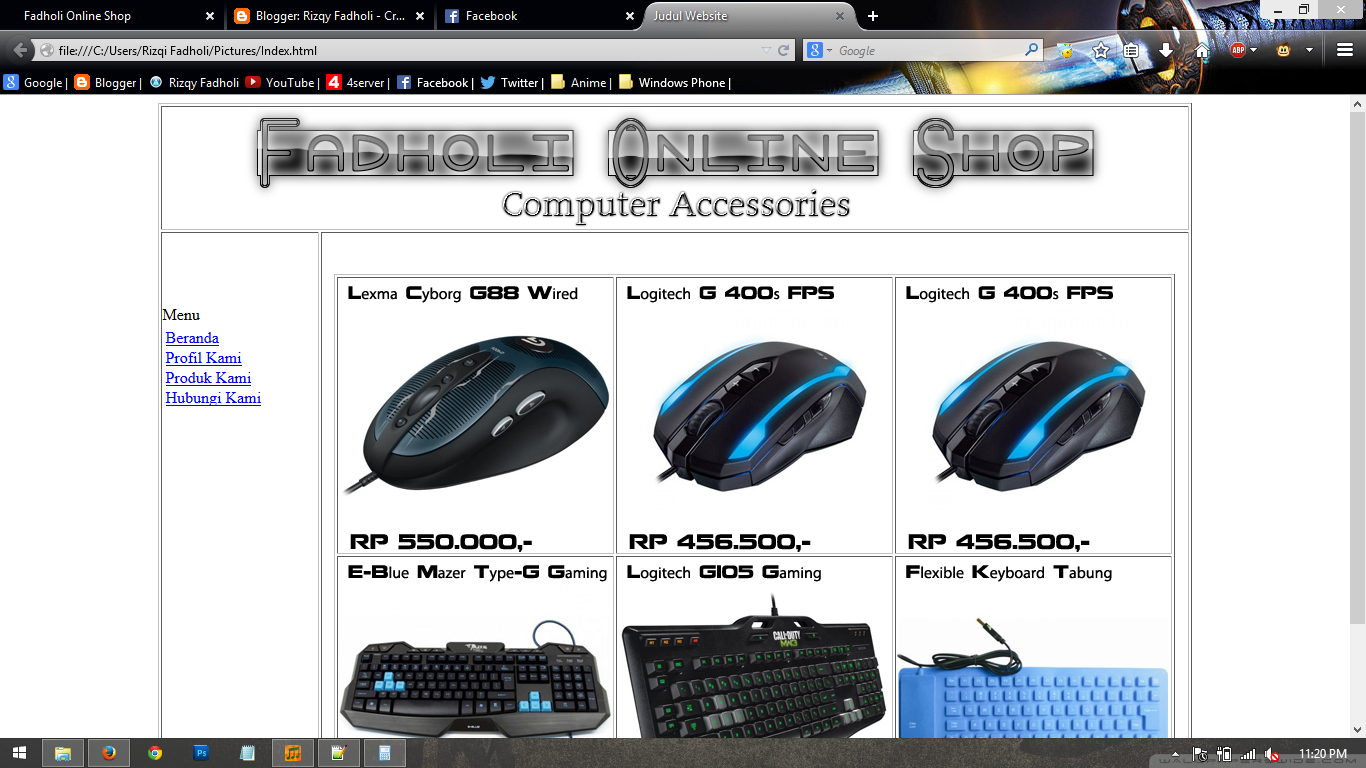 Fadholi Online Shop
Blogger: Rizqy Fadholi - Cr...
Facebook
Judul Website
file:///C:/Users/Rizqi Fadholi/Pictures/Index.html
Google
ABP
Google |
Blogger |
Rizqy Fadholi
YouTube |
4server |
Facebook |
Twitter |
Anime |
Windows Phone |
Fadholi Online Shop
Computer Accessories
Menu
Beranda
Profil Kami
Produk Kami
Hubungi Kami
Lexma Cyborg G88 Wired
Logitech G 400s FPS
Logitech G 400s FPS
RP 550.000,-
RP 456.500,-
RP 456.500,-
E-Blue Mazer Type-G Gaming
Logitech G105 Gaming
Flexible Keyboard Tabung
CALL·DUTY
MW3
E-BLUE
Ps
11:20 PM